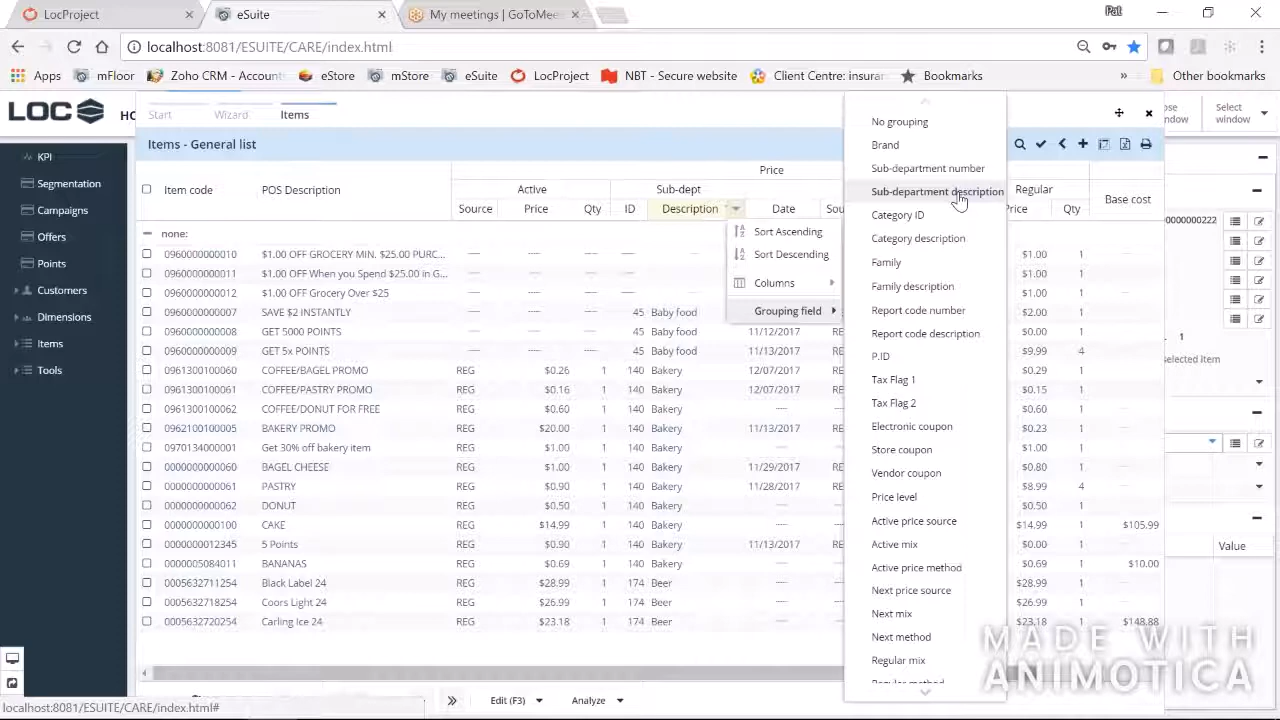 LocProject eSuite My meetings | GoToMee
localhost:8081/ESUITE/CARE/index.html
Apps mFloor Zoho CRM - Accoun eStore mStore eSuite LocProject NBT - Secure website Client Centre: insurar Bookmarks » Other bookmarks
LOC HO Start Wizard Items Select window
Items - General list
KPI
Segmentation
Campaigns
Offers
Points
Customers
Dimensions
Items
Tools
Price
Item code POS Description Active Sub-dept Regular Base cost
Source Price Qty ID Description Date Sou Price Qty
none:
0960000000010 $1.00 OFF GROCERY MIN. $25.00 PURC... $1.00 1
0960000000011 $1.00 OFF When you Spend $25.00 in G... $1.00 1
0960000000012 $1.00 OFF Grocery Over $25 $1.00 1
0960000000007 SAVE 2 INSTANTLY 45 Baby food $2.00 1
0960000000008 GET 5000 POINTS 45 Baby food 11/12/2017 RE $0.00 1
0960000000009 GET 5x POINTS 45 Baby food 11/13/2017 RE $9.99 4
0961300100060 COFFEE/BAGEL PROMO REG $0.26 1 140 Bakery 12/07/2017 RE $0.29 1
0961300100061 COFFEE/PASTRY PROMO REG $0.16 1 140 Bakery 12/07/2017 RE $0.15 1
0961300100062 COFFEE/DONUT FOR FREE REG $0.60 1 140 Bakery $0.60 1
0962100100005 BAKERY PROMO REG $20.00 1 140 Bakery 11/13/2017 RE $0.23 1
0970134000001 Get 30% off bakery item REG $0.00 1 140 Bakery $1.00 1
0000000000060 BAGEL CHEESE REG $0.90 1 140 Bakery 11/29/2017 RE $0.80 1
0000000000061 PASTRY REG $0.90 1 140 Bakery 11/28/2017 RE $8.99 4
0000000000062 DONUT REG $0.50 1 140 Bakery $0.50 1
0000000000100 CAKE REG $14.99 1 140 Bakery $14.99 1 $105.99
0000000012345 5 Points REG $0.90 1 140 Bakery 11/13/2017 RE $0.00 1
0000005084011 BANANAS REG $0.80 1 140 Bakery $0.80 1 $10.00
0005632711254 Black Label 24 REG $28.99 1 174 Beer $28.99 1
0005632718254 Coors Light 24 REG $26.99 1 174 Beer $26.99 1
0005632720254 Carling Ice 24 REG $23.18 1 174 Beer $23.18 1 $148.88
Sort Ascending
Sort Descending
Columns
Grouping field
No grouping
Brand
Sub-department number
Sub-department description
Category ID
Category description
Family
Family description
Report code number
Report code description
P.I.D
Tax Flag 1
Tax Flag 2
Electronic coupon
Store coupon
Vendor coupon
Price level
Active price source
Active mix
Active price method
Next price source
Next mix
Next method
Regular mix
Regular method
1
Value
Edit (F3) Analyze
localhost:8081/ESUITE/CARE/index.html#
MADE WITH
ANIMOTICA